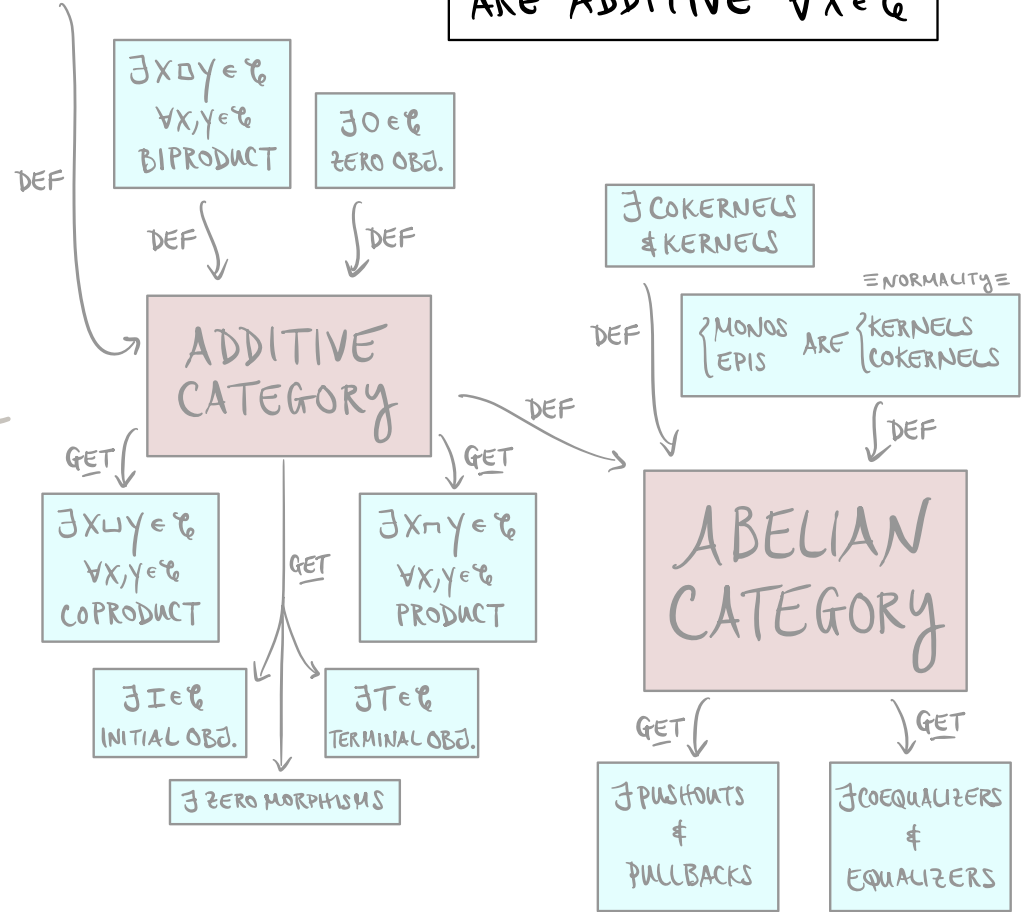 ARE ADDITIVE ∀ X ∈ 𝒞
∃X□Y ∈ 𝒞
∀X,Y ∈ 𝒞
BIPRODUCT
∃0 ∈ 𝒞
ZERO OBJ.
DEF
DEF
DEF
∃ COKERNELS
& KERNELS
≡NORMALITY≡
{MONOS ARE {KERNELS
EPIS COKERNELS
DEF
DEF
DEF
ADDITIVE
CATEGORY
GET
GET
GET
∃X⊔Y ∈ 𝒞
∀X,Y ∈ 𝒞
COPRODUCT
∃X⊓Y ∈ 𝒞
∀X,Y ∈ 𝒞
PRODUCT
∃I ∈ 𝒞
INITIAL OBJ.
∃T ∈ 𝒞
TERMINAL OBJ.
∃ ZERO MORPHISMS
ABELIAN
CATEGORY
GET
GET
∃ PUSHOUTS
&
PULLBACKS
∃ COEQUALIZERS
&
EQUALIZERS